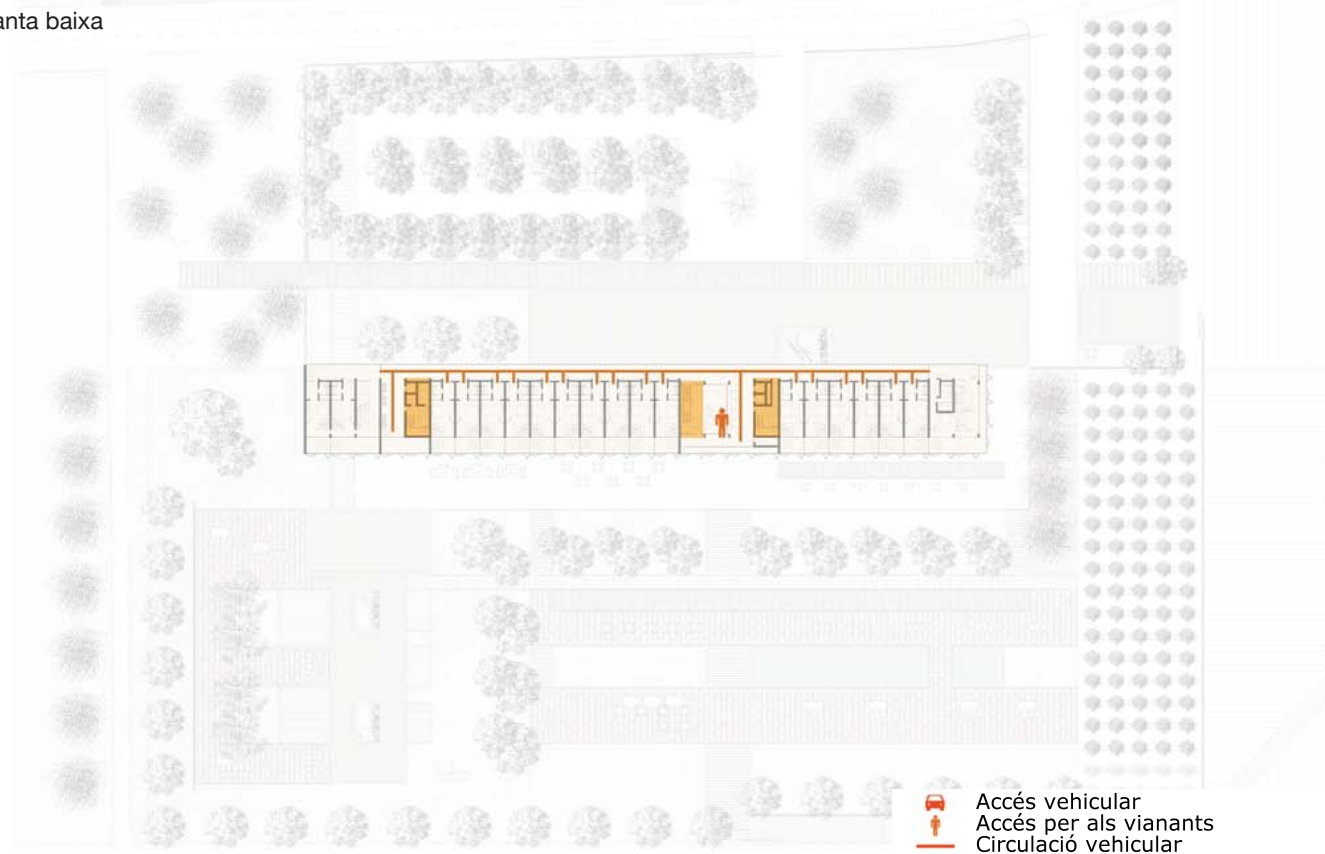 anta baixa
Accés vehicular
Accés per als vianants
Circulació vehicular